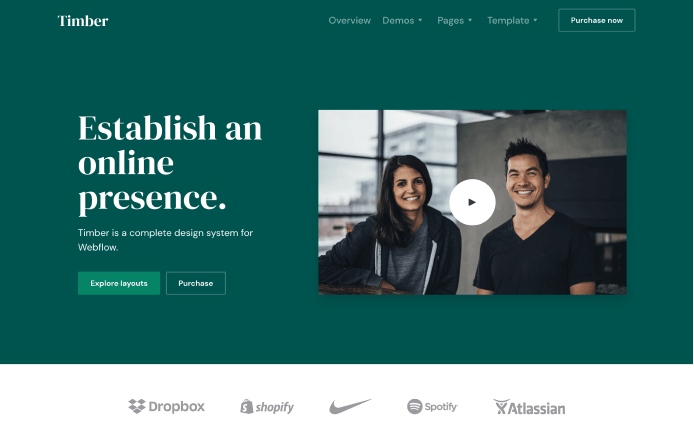 Timber
Overview Demos Pages Template Purchase now
Establish an
online
presence.
Timber is a complete design system for
Webflow.
Explore layouts Purchase
Dropbox shopify Spotify Atlassian